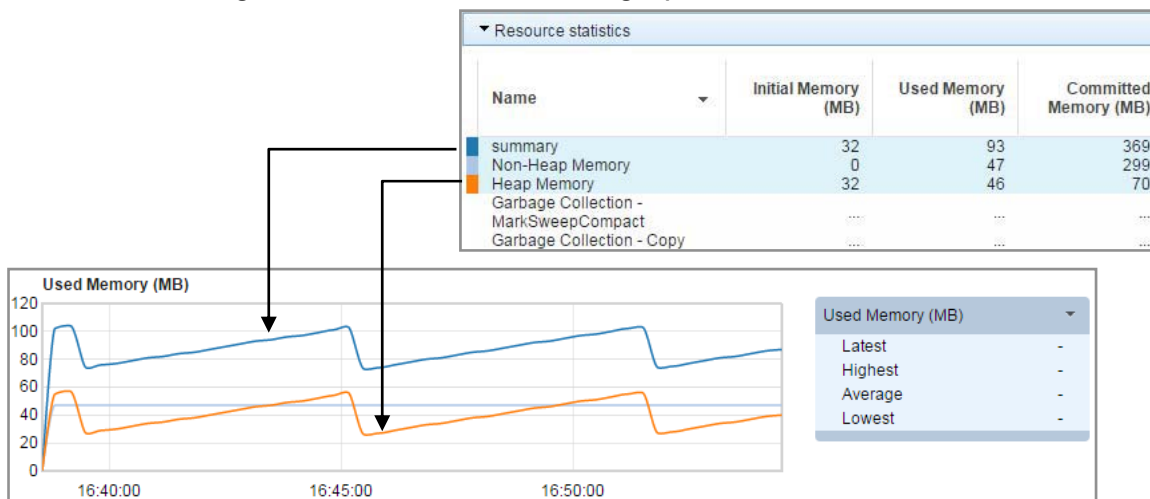 Resource statistics
Name Initial Memory (MB) Used Memory (MB) Committed Memory (MB)
summary 32 93 369
Non-Heap Memory 0 47 299
Heap Memory 32 46 70
Garbage Collection -
MarkSweepCompact ... ... ...
Garbage Collection - Copy ... ... ...
Used Memory (MB)
120
100
80
60
40
20
0
16:40:00 16:45:00 16:50:00
Used Memory (MB)
Latest -
Highest -
Average -
Lowest -